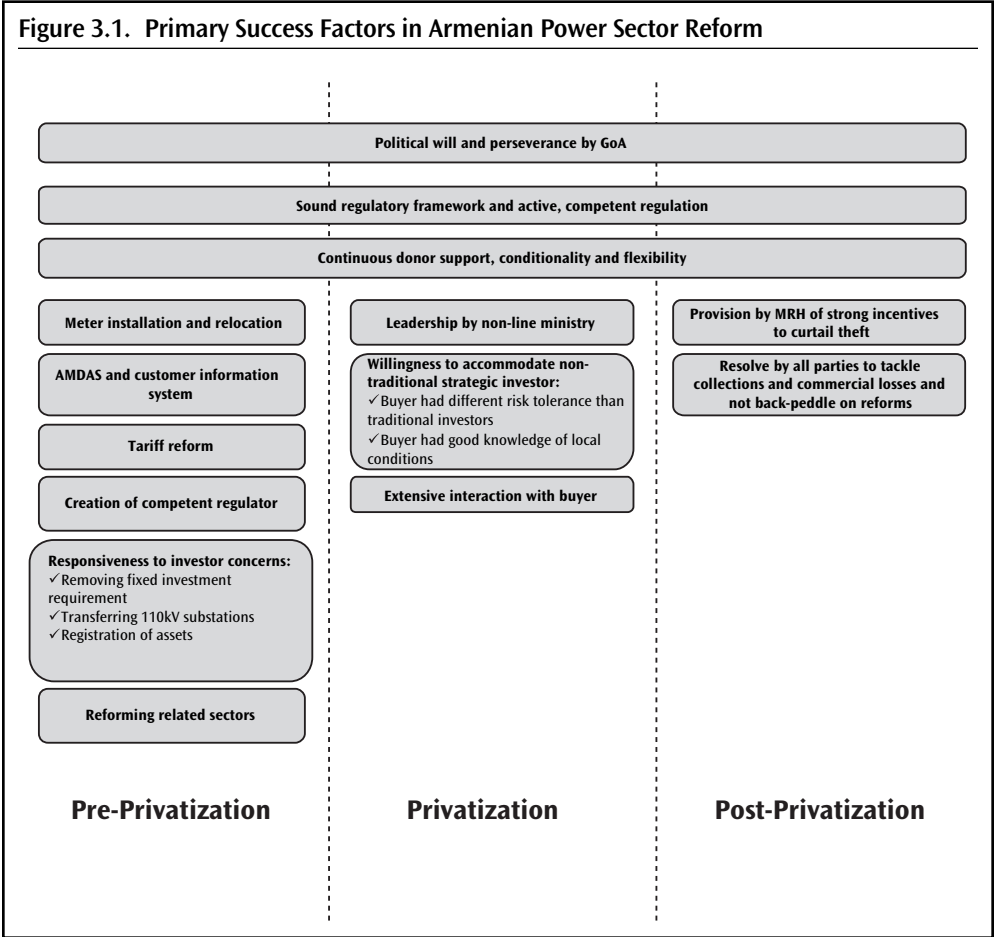 Figure 3.1. Primary Success Factors in Armenian Power Sector Reform
Political will and perseverance by GoA
Sound regulatory framework and active, competent regulation
Continuous donor support, conditionality and flexibility
Meter installation and relocation
AMDAS and customer information
system
Tariff reform
Creation of competent regulator
Responsiveness to investor concerns:
✓Removing fixed investment
requirement
✓Transferring 110kV substations
✓Registration of assets
Reforming related sectors
Leadership by non-line ministry
Willingness to accommodate non-
traditional strategic investor:
✓Buyer had different risk tolerance than
traditional investors
✓Buyer had good knowledge of local
conditions
Extensive interaction with buyer
Provision by MRH of strong incentives
to curtail theft
Resolve by all parties to tackle
collections and commercial losses and
not back-peddle on reforms
Pre-Privatization
Privatization
Post-Privatization